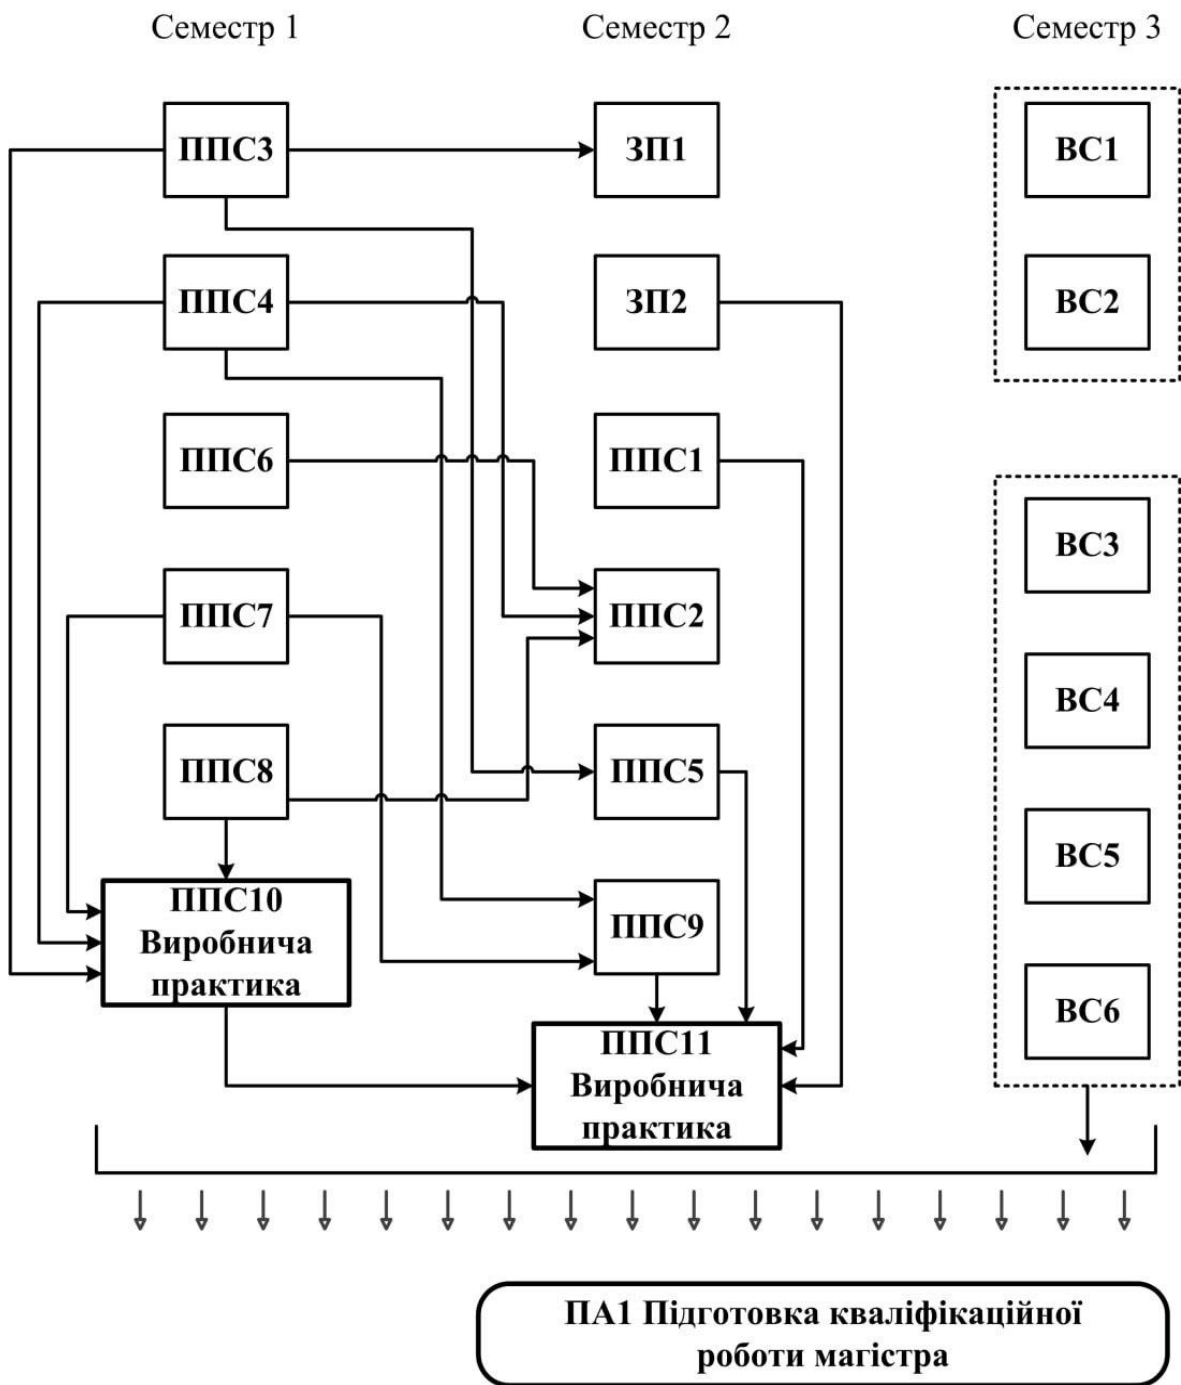 Семестр 1
Семестр 2
Семестр 3
ППС3
ЗП1
ВС1
ППС4
ЗП2
ВС2
ППС6
ППС1
ВС3
ППС7
ППС2
ВС4
ППС8
ППС5
ВС5
ППС10
Виробнича
практика
ППС9
ВС6
ППС11
Виробнича
практика
ПА1 Підготовка кваліфікаційної
роботи магістра